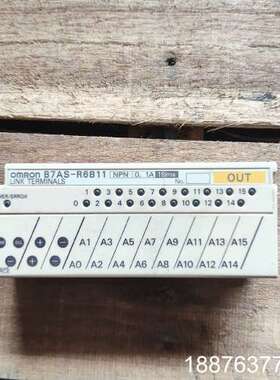 omron B7AS-R6B11 NPN 0.1A 19ms No. OUT
LINK TERMINALS
1 3 5 7 9 11 13 15
0 2 4 6 8 10 12 14
A1 A3 A5 A7 A9 A11 A13 A15
A0 A2 A4 A6 A8 A10 A12 A14
18876377